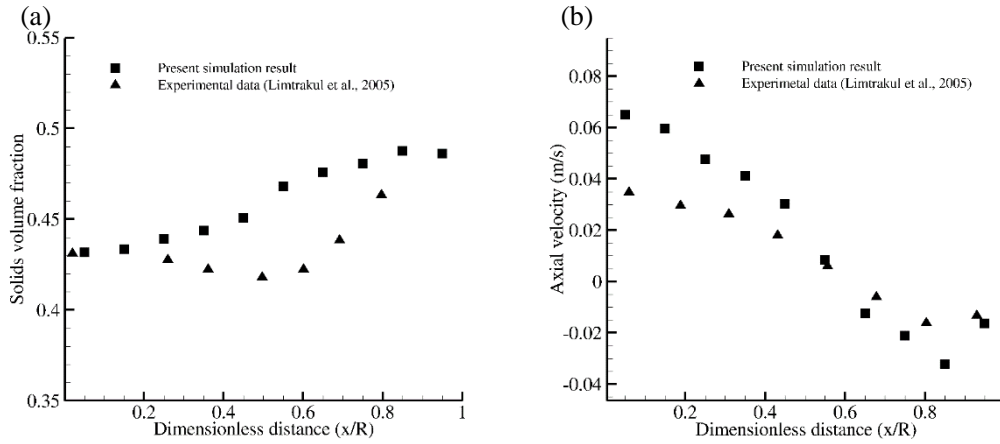 (a)
0.55
0.5
0.45
0.4
0.35
Solids volume fraction
Present simulation result
Experimental data (Limtrakul et al., 2005)
0.2
0.4
0.6
0.8
1
Dimensionless distance (x/R)
(b)
0.08
0.06
0.04
0.02
0
-0.02
-0.04
Axial velocity (m/s)
Present simulation result
Experimetal data (Limtrakul et al., 2005)
0.2
0.4
0.6
0.8
Dimensionless distance (x/R)